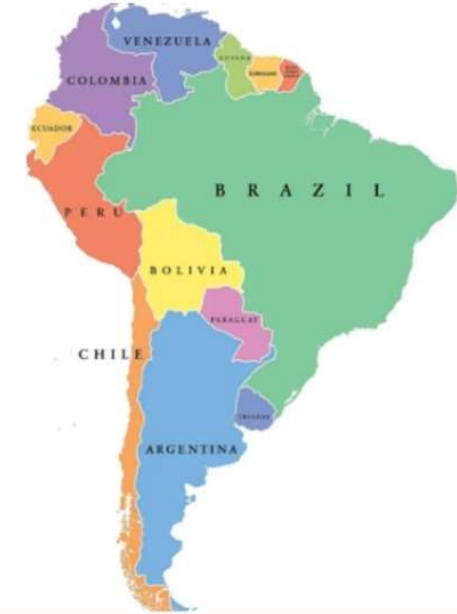 VENEZUELA
GUYANA
SURINAME
COLOMBIA
ECUADOR
BRAZIL
PERU
BOLIVIA
PARAGUAY
CHILE
URUGUAY
ARGENTINA